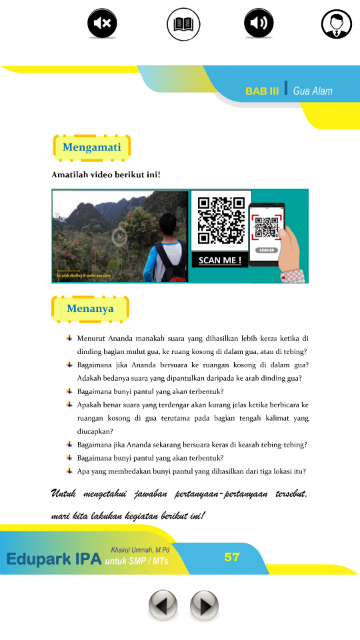 BAB III Gua Alam
Mengamati
Amatilah video berikut ini!
SCAN ME !
Menanya
Menurut Ananda manakah suara yang dihasilkan lebih keras ketika di
dinding bagian mulut gua, ke ruang kosong di dalam gua, atau di tebing?
Bagaimana jika Ananda bersuara ke ruangan kosong di dalam gua?
Adakah bedanya suara yang dipantulkan daripada ke arah dinding gua?
Bagaimana bunyi pantul yang akan terbentuk?
Apakah benar suara yang terdengar akan kurang jelas ketika berbicara ke
ruangan kosong di gua terutama pada bagian tengah kalimat yang
diucapkan?
Bagaimana jika Ananda sekarang bersuara keras di kearah tebing-tebing?
Bagaimana bunyi pantul yang akan terbentuk?
Apa yang membedakan bunyi pantul yang dihasilkan dari tiga lokasi itu?
Untuk mengetahui jawaban pertanyaan-pertanyaan tersebut,
mari kita lakukan kegiatan berikut ini!
Khairul Ummah, M.Pd
Edupark IPA untuk SMP / MTs
57